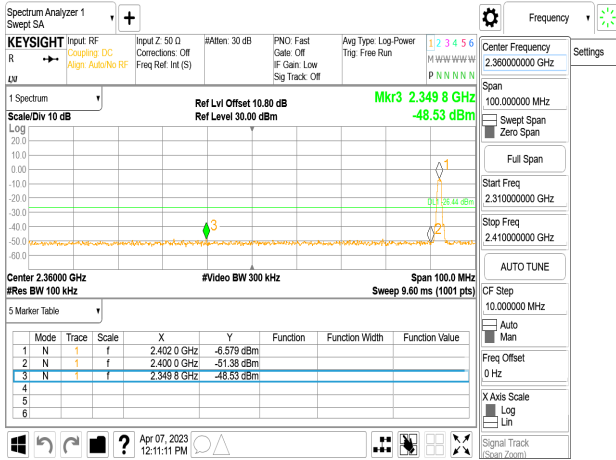 Spectrum Analyzer 1
Swept SA
Frequency
KEYSIGHT
R
LXI
Input: RF
Coupling: DC
Align: Auto/No RF
Input Z: 50 Ω
Corrections: Off
Freq Ref: Int (S)
#Atten: 30 dB
PNO: Fast
Gate: Off
IF Gain: Low
Sig Track: Off
Avg Type: Log-Power
Trig: Free Run
1 2 3 4 5 6
M W W W W W
P N N N N N
1 Spectrum
Scale/Div 10 dB
Ref Lvl Offset 10.80 dB
Ref Level 30.00 dBm
Mkr3 2.349 8 GHz
-48.53 dBm
Log
20.0
10.0
0.00
-10.0
-20.0
-30.0
-40.0
-50.0
-60.0
1
DL1 -26.44 dBm
2
3
Center 2.36000 GHz
#Video BW 300 kHz
Span 100.0 MHz
#Res BW 100 kHz
Sweep 9.60 ms (1001 pts)
5 Marker Table
Mode Trace Scale X Y Function Function Width Function Value
1 N 1 f 2.402 0 GHz -6.579 dBm
2 N 1 f 2.400 0 GHz -51.38 dBm
3 N 1 f 2.349 8 GHz -48.53 dBm
4
5
6
?
Apr 07, 2023
12:11:11 PM
Center Frequency
2.360000000 GHz
Settings
Span
100.000000 MHz
Swept Span
Zero Span
Full Span
Start Freq
2.310000000 GHz
Stop Freq
2.410000000 GHz
AUTO TUNE
CF Step
10.000000 MHz
Auto
Man
Freq Offset
0 Hz
X Axis Scale
Log
Lin
Signal Track
(Span Zoom)